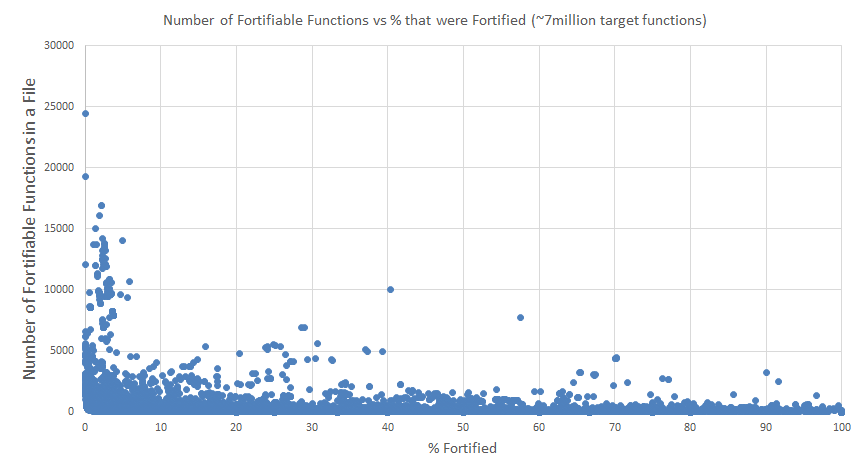 Number of Fortifiable Functions vs % that were Fortified (~7million target functions)
30000
25000
20000
15000
10000
5000
0
Number of Fortifiable Functions in a File
0 10 20 30 40 50 60 70 80 90 100
% Fortified